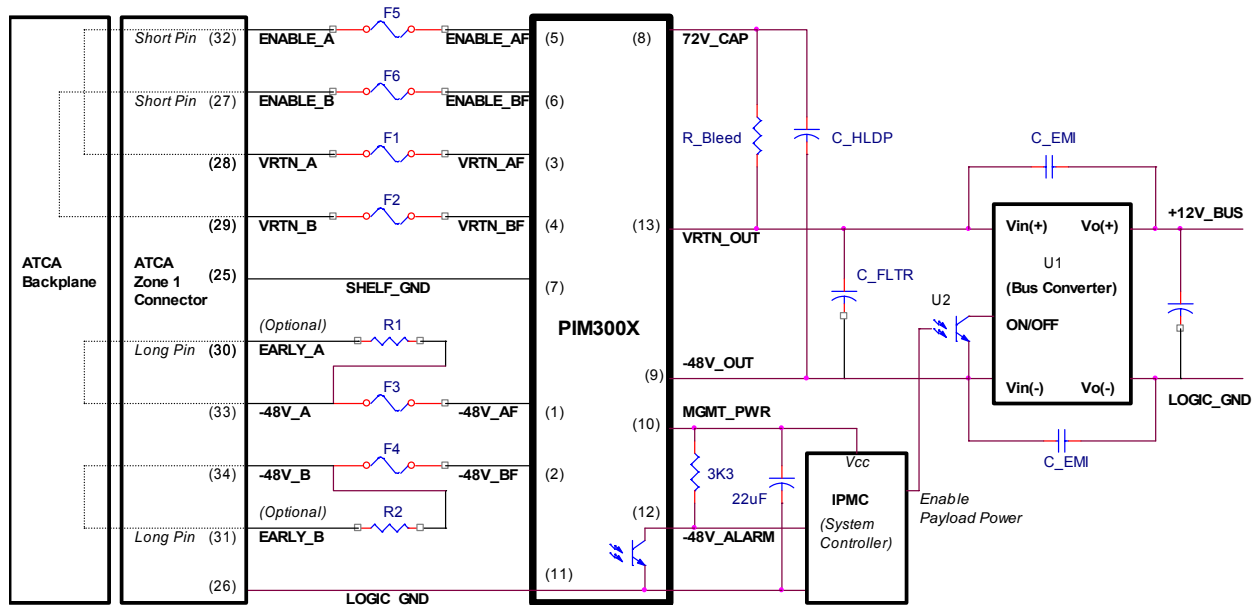 F5
Short Pin (32) ENABLE_A ENABLE_AF (5) (8) 72V_CAP
F6
Short Pin (27) ENABLE_B ENABLE_BF (6)
R_Bleed C_HLDP C_EMI
F1
(28) VRTN_A VRTN_AF (3)
F2
(29) VRTN_B VRTN_BF (4) (13) VRTN_OUT
Vin(+) Vo(+) +12V_BUS
ATCA
Backplane
ATCA
Zone 1
Connector
(25) SHELF_GND (7)
C_FLTR
U2
U1
(Bus Converter)
ON/OFF
PIM300X
(Optional)
R1
Long Pin (30) EARLY_A
-48V_OUT
(9)
Vin(-) Vo(-)
LOGIC_GND
F3
(33) -48V_A -48V_AF (1)
MGMT_PWR
(10)
F4
(34) -48V_B -48V_BF (2)
C_EMI
Vcc
3K3
22uF
IPMC
(System
Controller)
Enable
Payload Power
(Optional)
R2
Long Pin (31) EARLY_B
(12)
-48V_ALARM
(11)
(26) LOGIC_GND